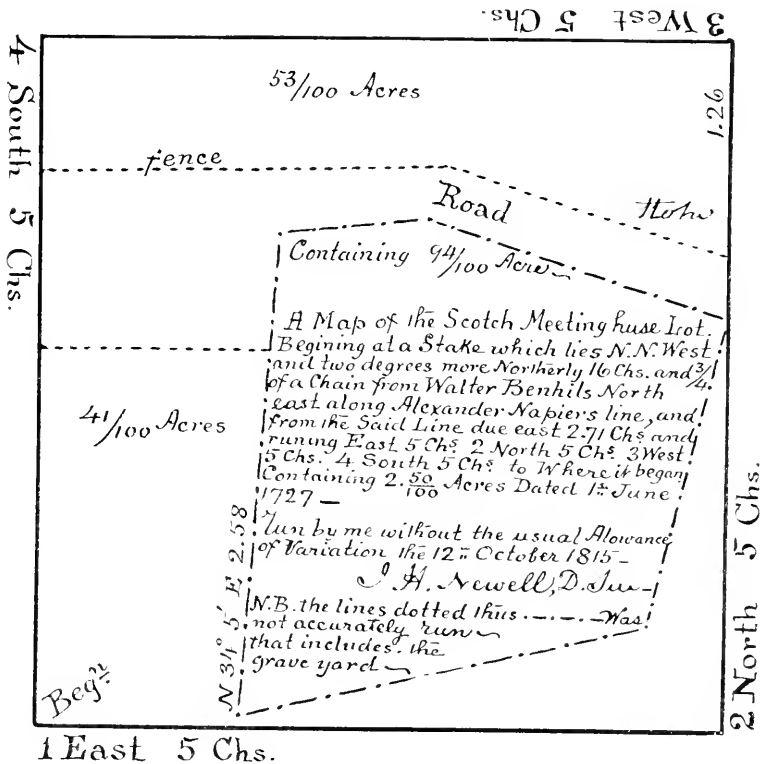 3 West 5 Chs.
4 South 5 Chs.
53/100 Acres
1.26
fence
Road
Containing 94/100 Acre
A Map of the Scotch Meeting huse Lot.
Begining at a Stake which lies N.N. West
and two degrees more Northerly 16 Chs. and 3/4
of a Chain from Walter Benhils North
east along Alexander Napiers line, and
from the Said Line due east 2.71 Chs and
runing East 5 Chs 2 North 5 Chs 3 West
5 Chs. 4 South 5 Chs to Where it began
Containing 2.50/100 Acres Dated 1st June
1727 —
41/100 Acres
Run by me without the usual Alowance
of Variation the 12th October 1815 —
J. H. Newell, D. Sur
N.B. the lines dotted thus .—.—.— Was
not accurately run
that includes the
grave yard
N 34° 5' E 2.58
Beg'n
1 East 5 Chs.
2 North 5 Chs.